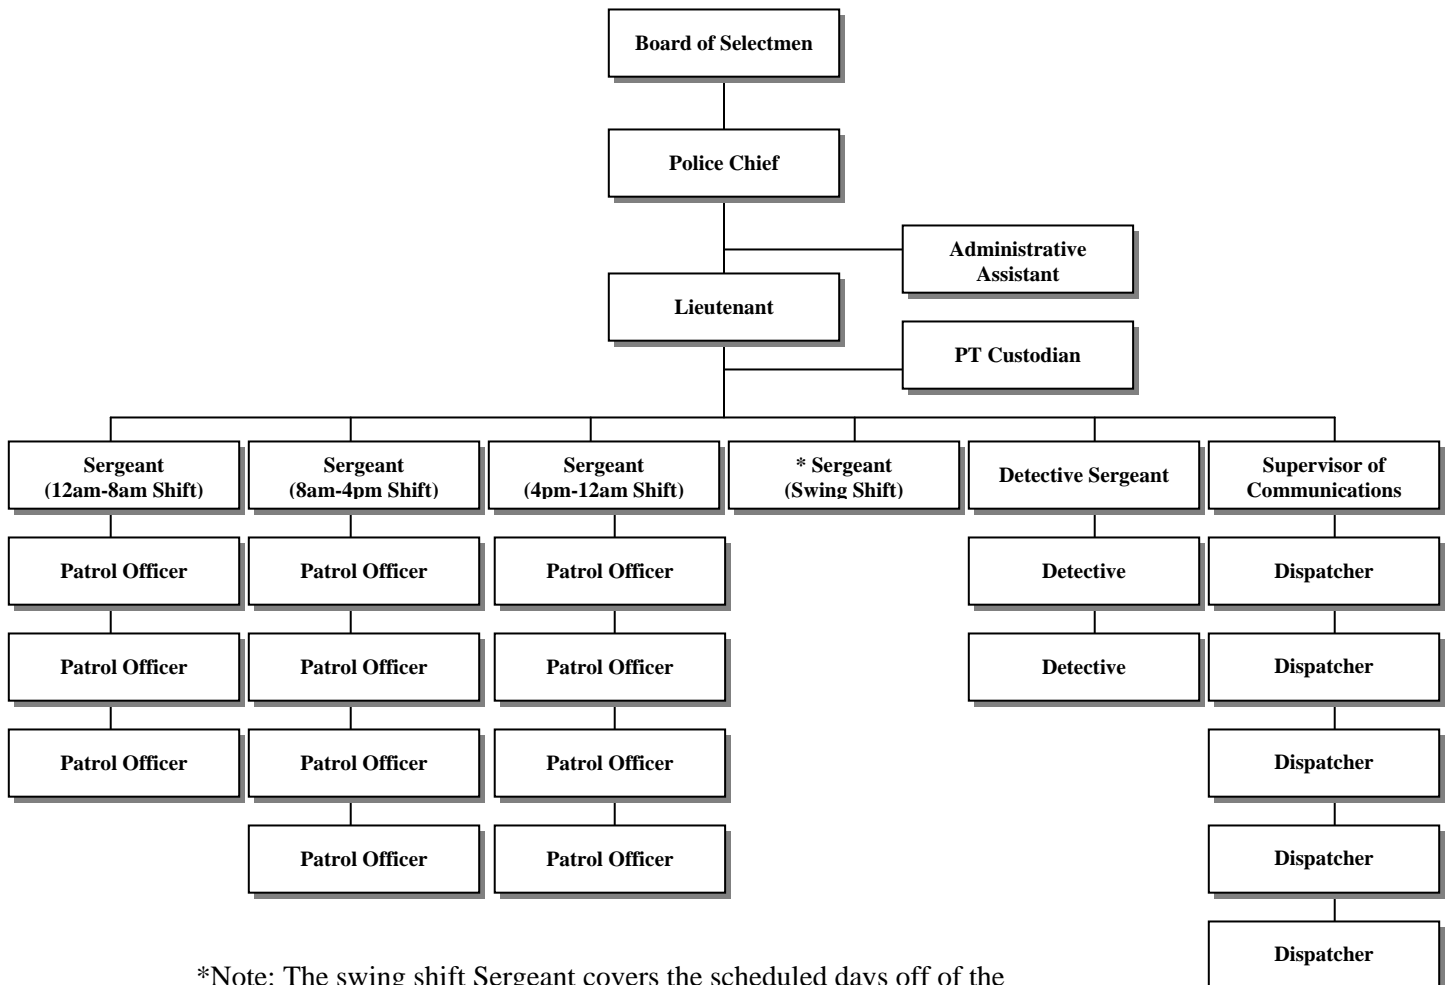 Board of Selectmen
Police Chief
Administrative
Assistant
Lieutenant
PT Custodian
Sergeant
(12am-8am Shift)
Sergeant
(8am-4pm Shift)
Sergeant
(4pm-12am Shift)
* Sergeant
(Swing Shift)
Detective Sergeant
Supervisor of
Communications
Patrol Officer
Patrol Officer
Patrol Officer
Detective
Dispatcher
Patrol Officer
Patrol Officer
Patrol Officer
Detective
Dispatcher
Patrol Officer
Patrol Officer
Patrol Officer
Dispatcher
Patrol Officer
Patrol Officer
Dispatcher
Dispatcher
*Note: The swing shift Sergeant covers the scheduled days off of the